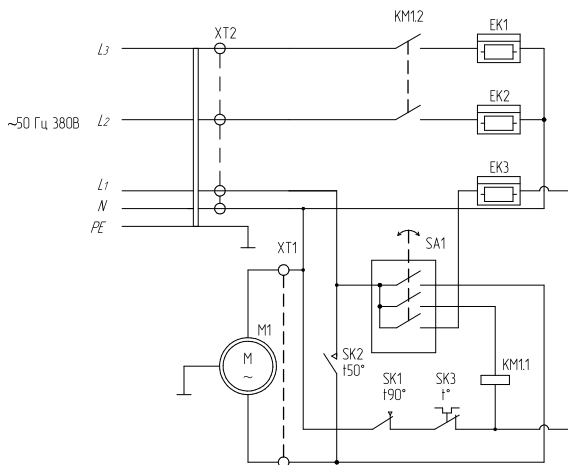 KM1.2
EK1
XT2
L3
EK2
~50 Гц 380В
L2
EK3
L1
N
PE
SA1
XT1
M1
M
~
SK2
t50°
KM1.1
SK1
t90°
SK3
t°